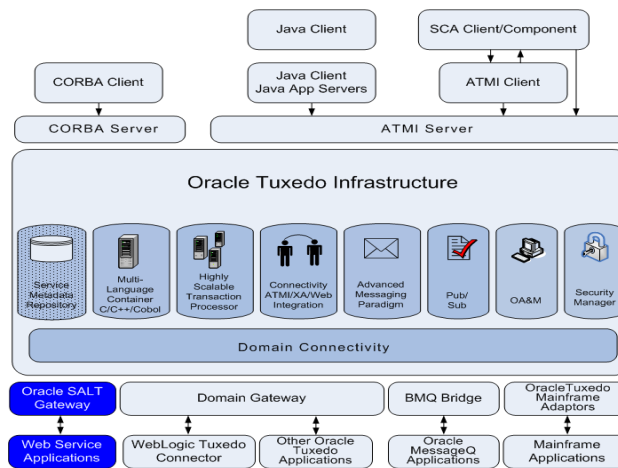 Java Client
SCA Client/Component
CORBA Client
Java Client
Java App Servers
ATMI Client
CORBA Server
ATMI Server
Oracle Tuxedo Infrastructure
Service
Metadata
Repository
Multi-
Language
Container
C/C++/Cobol
Highly
Scalable
Transaction
Processor
Connectivity
ATMI/XA/Web
Integration
Advanced
Messaging
Paradigm
Pub/
Sub
OA&M
Security
Manager
Domain Connectivity
Oracle SALT
Gateway
Domain Gateway
BMQ Bridge
OracleTuxedo
Mainframe
Adaptors
Web Service
Applications
WebLogic Tuxedo
Connector
Other Oracle
Tuxedo
Applications
Oracle
MessageQ
Applications
Mainframe
Applications